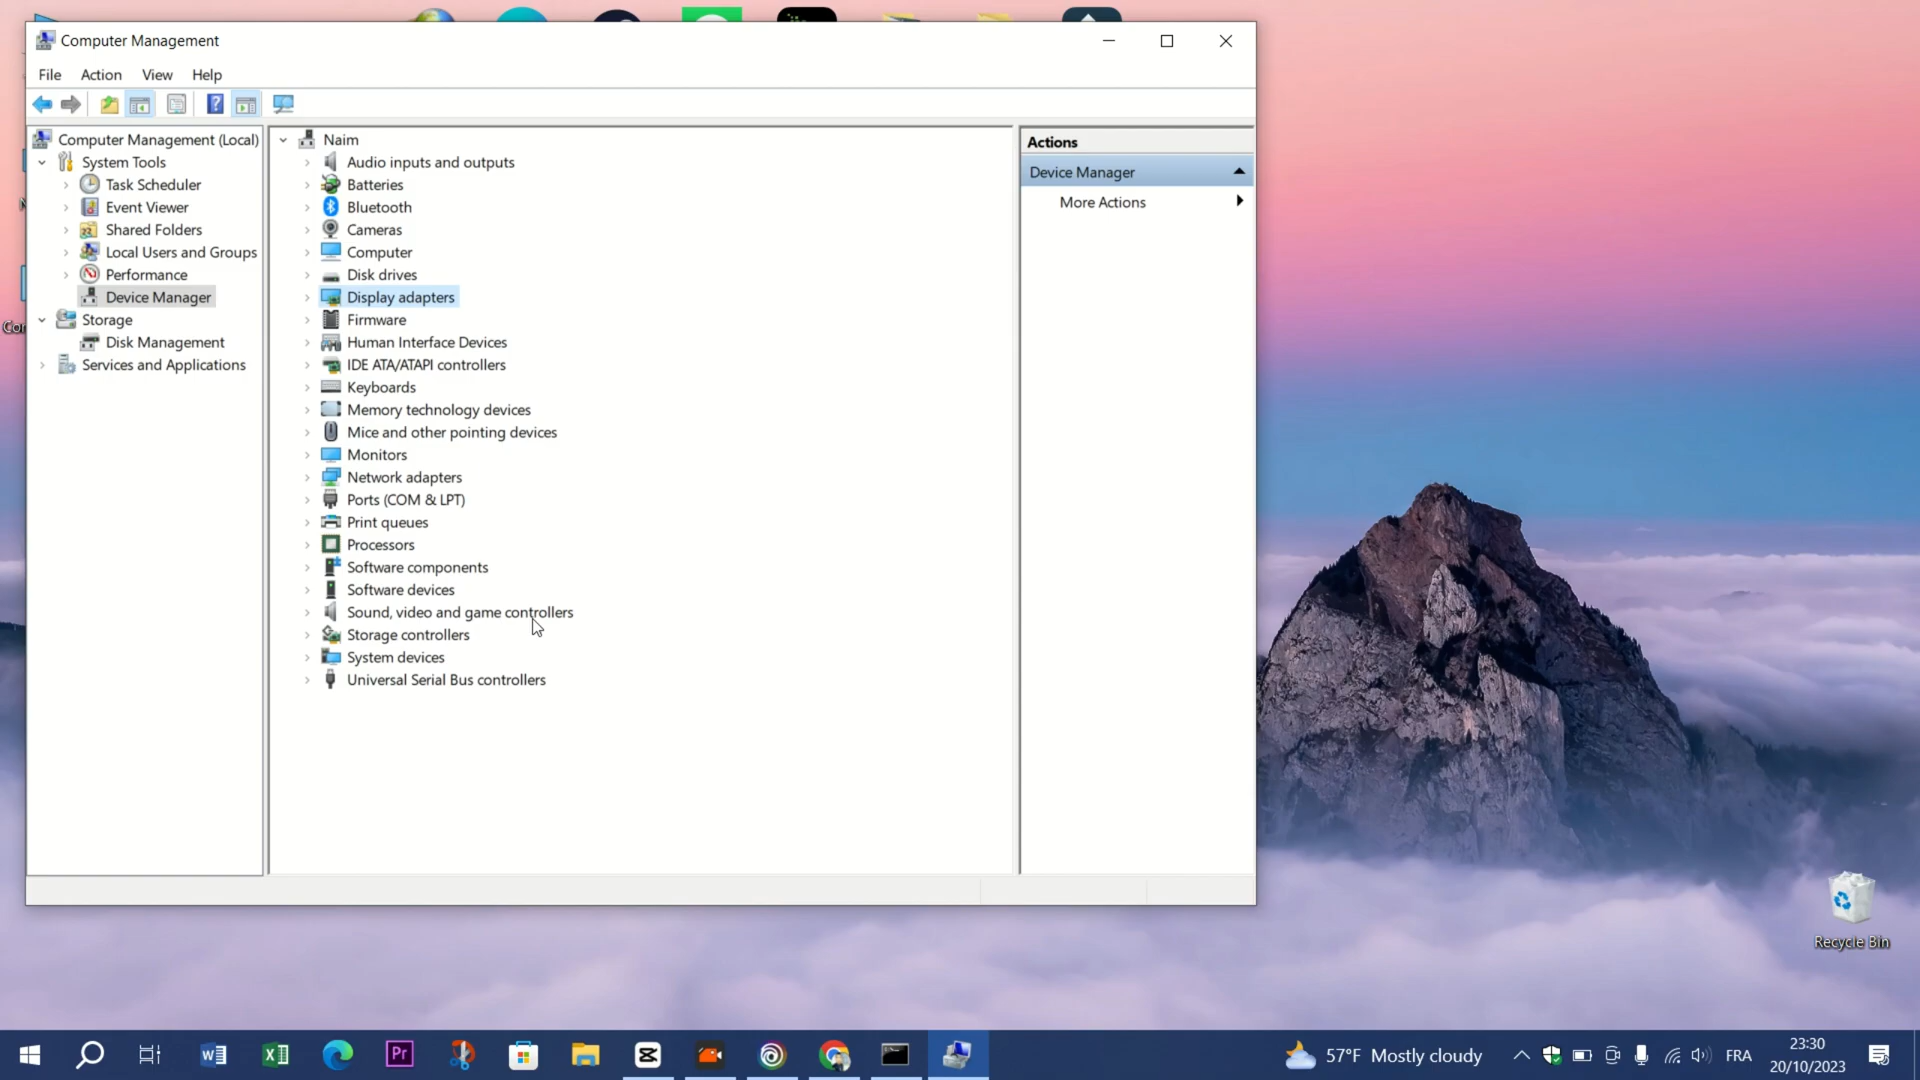 Computer Management
File Action View Help
Computer Management (Local)
System Tools
Task Scheduler
Event Viewer
Shared Folders
Local Users and Groups
Performance
Device Manager
Storage
Disk Management
Services and Applications
Naim
Audio inputs and outputs
Batteries
Bluetooth
Cameras
Computer
Disk drives
Display adapters
Firmware
Human Interface Devices
IDE ATA/ATAPI controllers
Keyboards
Memory technology devices
Mice and other pointing devices
Monitors
Network adapters
Ports (COM & LPT)
Print queues
Processors
Software components
Software devices
Sound, video and game controllers
Storage controllers
System devices
Universal Serial Bus controllers
Actions
Device Manager
More Actions
Recycle Bin
Pr
57°F Mostly cloudy
FRA
23:30
20/10/2023